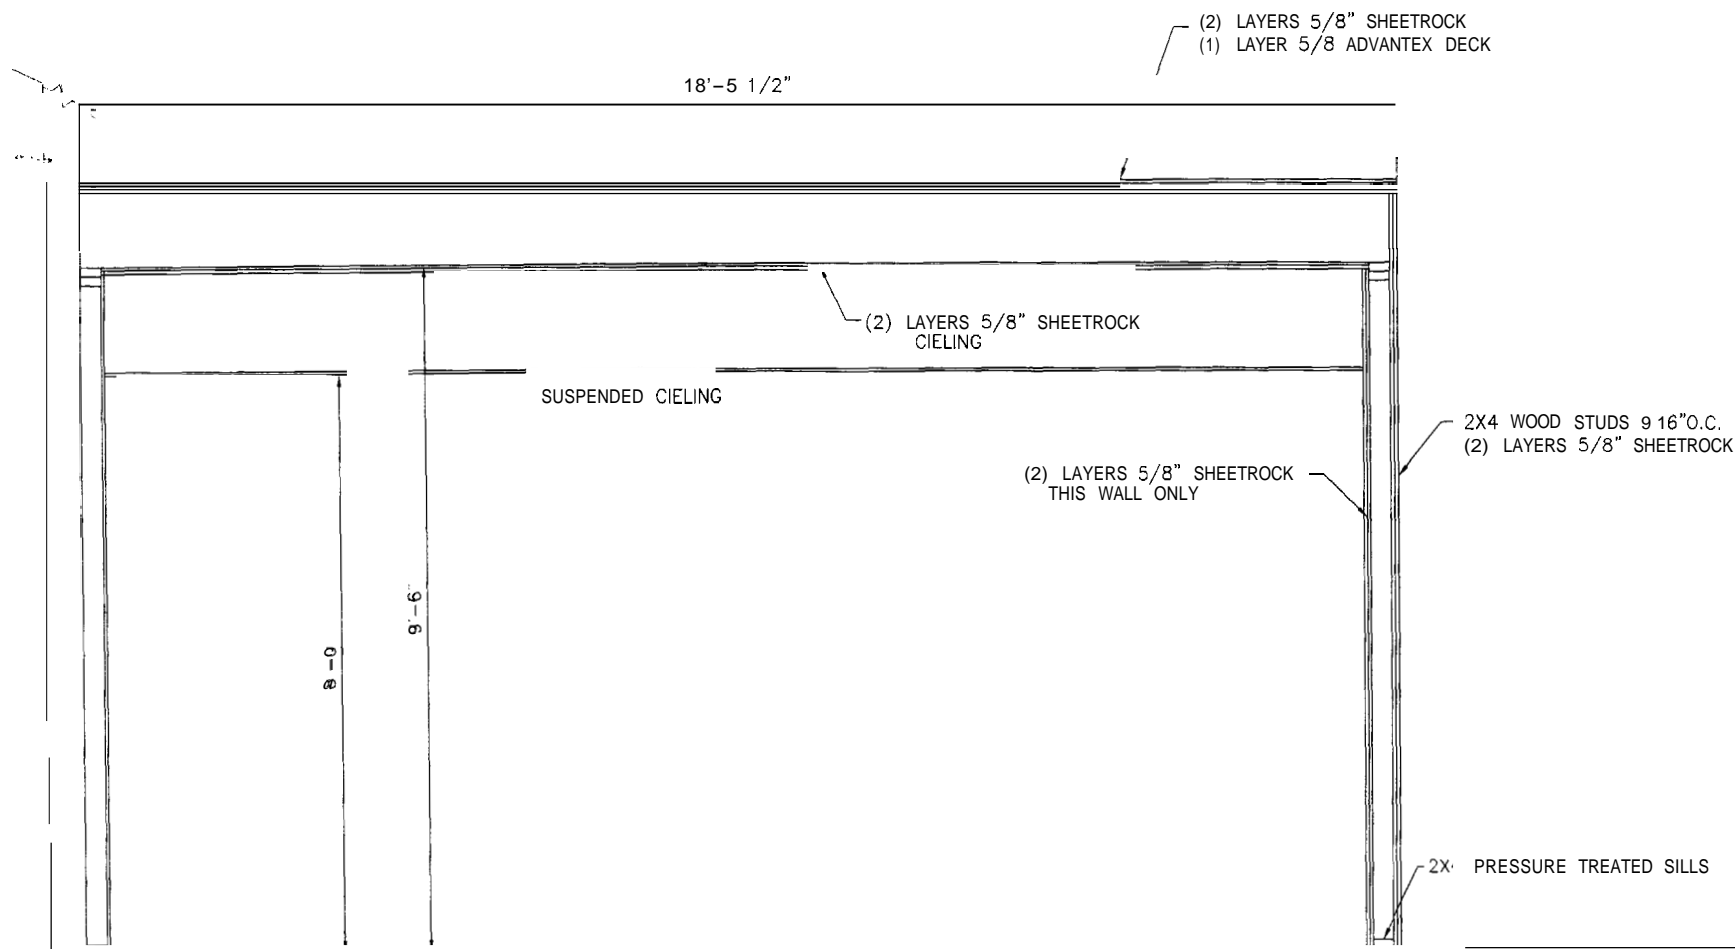 (2) LAYERS 5/8" SHEETROCK
(1) LAYER 5/8 ADVANTEX DECK
18'-5 1/2"
(2) LAYERS 5/8" SHEETROCK
CIELING
SUSPENDED CIELING
2X4 WOOD STUDS 9 16"O.C.
(2) LAYERS 5/8" SHEETROCK
(2) LAYERS 5/8" SHEETROCK
THIS WALL ONLY
9'-6
8-0
2X PRESSURE TREATED SILLS